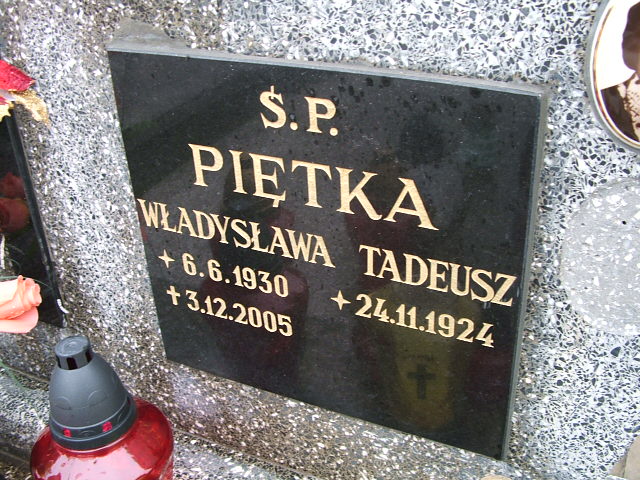 Ś.P.
PIĘTKA
WŁADYSŁAWA TADEUSZ
✦ 6.6.1930 ✦ 24.11.1924
✝ 3.12.2005